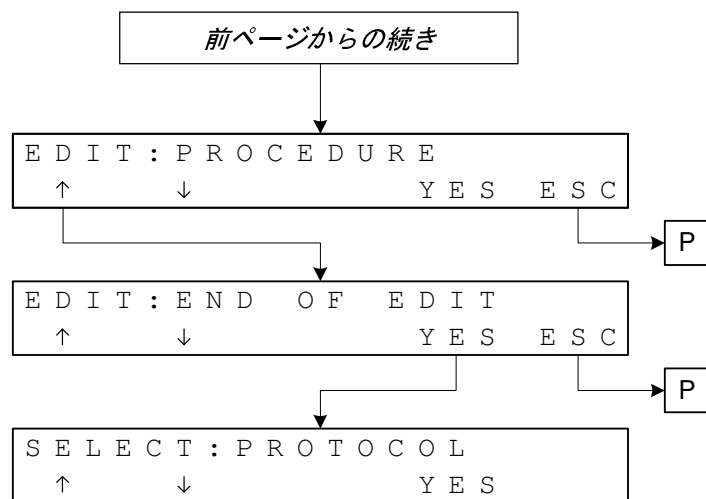 前ページからの続き
EDIT:PROCEDURE
↑ ↓ YES ESC
P
EDIT:END OF EDIT
↑ ↓ YES ESC
P
SELECT:PROTOCOL
↑ ↓ YES